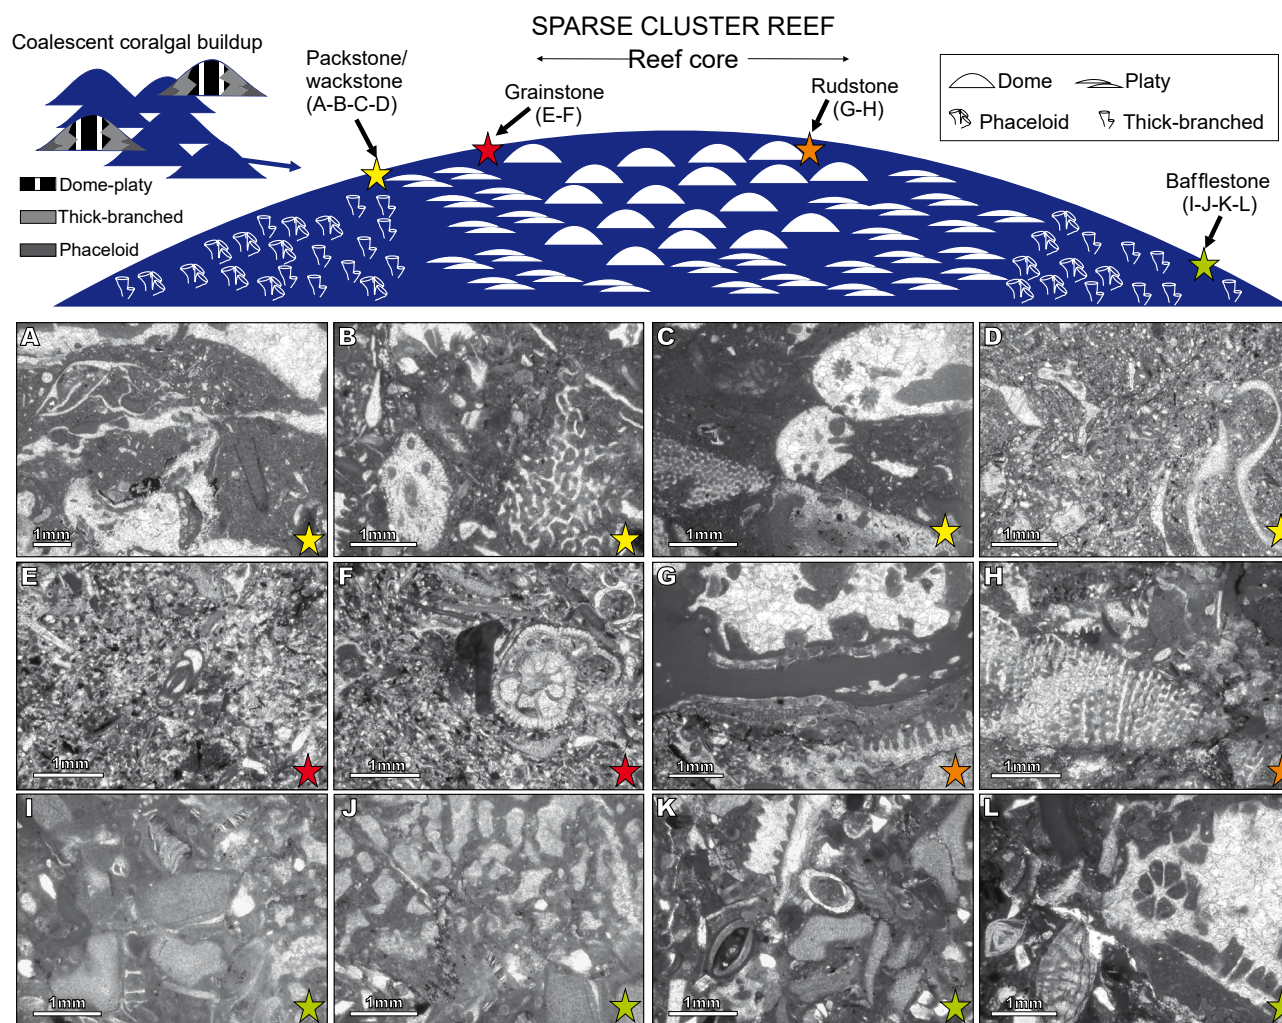 SPARSE CLUSTER REEF
Reef core
Coalescent coralgal buildup
Packstone/
wackstone
(A-B-C-D)
Grainstone
(E-F)
Rudstone
(G-H)
Dome
Platy
Phaceloid
Thick-branched
Bafflestone
(I-J-K-L)
Dome-platy
Thick-branched
Phaceloid
A
1mm
B
1mm
C
1mm
D
1mm
E
1mm
F
1mm
G
1mm
H
1mm
I
1mm
J
1mm
K
1mm
L
1mm